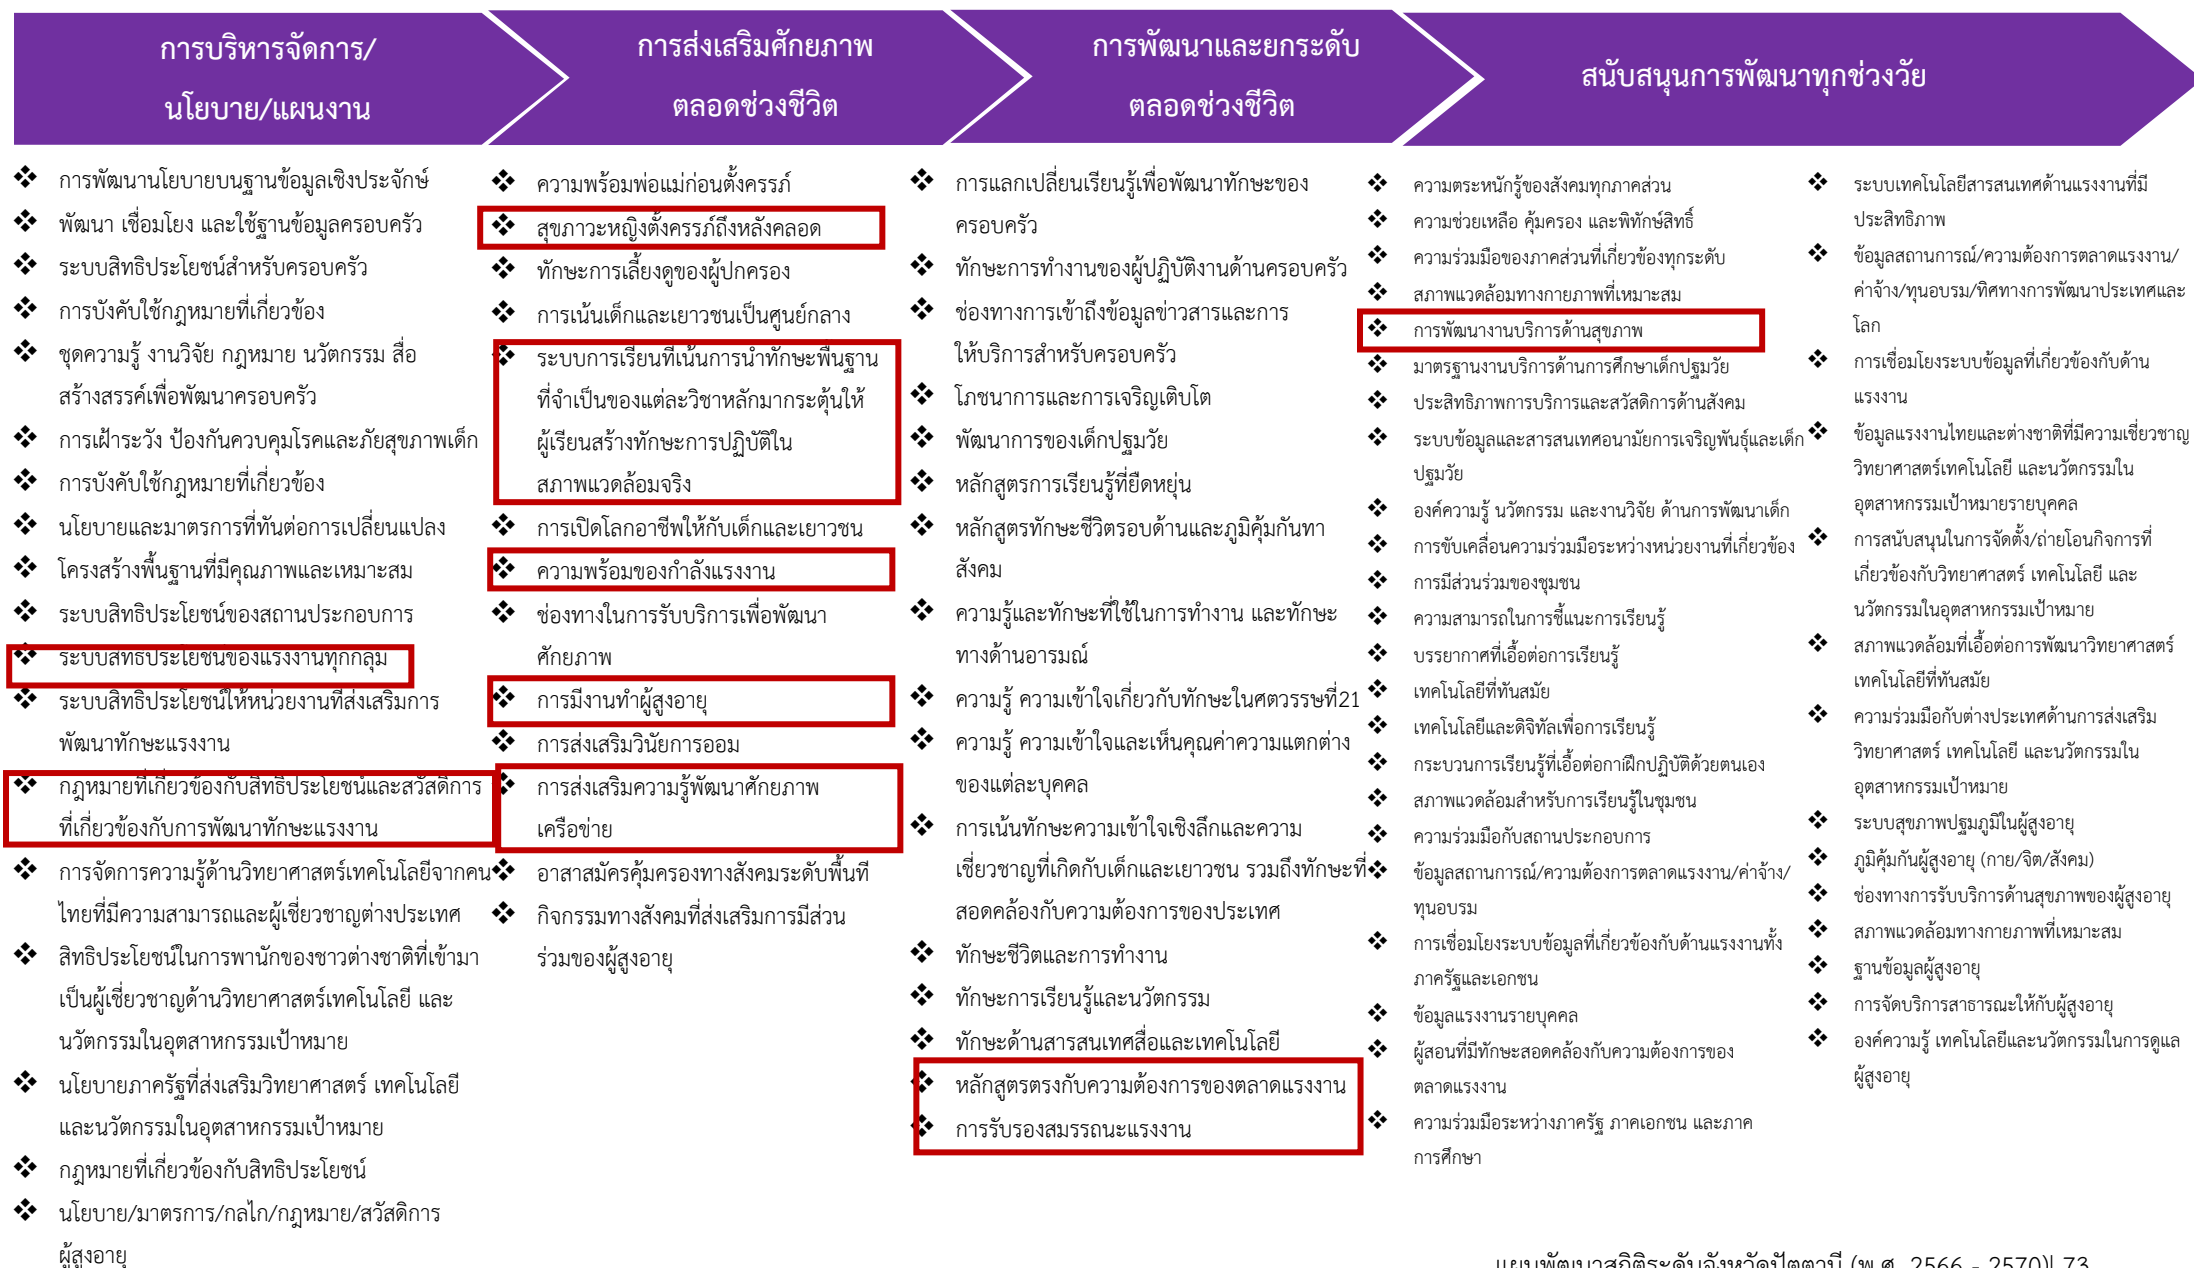 การบริหารจัดการ/
นโยบาย/แผนงาน
การส่งเสริมศักยภาพ
ตลอดช่วงชีวิต
การพัฒนาและยกระดับ
ตลอดช่วงชีวิต
สนับสนุนการพัฒนาทุกช่วงวัย
❖ การพัฒนานโยบายบนฐานข้อมูลเชิงประจักษ์
❖ พัฒนา เชื่อมโยง และใช้ฐานข้อมูลครอบครัว
❖ ระบบสิทธิประโยชน์สำหรับครอบครัว
❖ การบังคับใช้กฎหมายที่เกี่ยวข้อง
❖ ชุดความรู้ งานวิจัย กฎหมาย นวัตกรรม สื่อ
สร้างสรรค์เพื่อพัฒนาครอบครัว
❖ การเฝ้าระวัง ป้องกันควบคุมโรคและภัยสุขภาพเด็ก
❖ การบังคับใช้กฎหมายที่เกี่ยวข้อง
❖ นโยบายและมาตรการที่ทันต่อการเปลี่ยนแปลง
❖ โครงสร้างพื้นฐานที่มีคุณภาพและเหมาะสม
❖ ระบบสิทธิประโยชน์ของสถานประกอบการ
❖ ระบบสิทธิประโยชน์ของแรงงานทุกกลุ่ม
❖ ระบบสิทธิประโยชน์ให้หน่วยงานที่ส่งเสริมการ
พัฒนาทักษะแรงงาน
❖ กฎหมายที่เกี่ยวข้องกับสิทธิประโยชน์และสวัสดิการ
ที่เกี่ยวข้องกับการพัฒนาทักษะแรงงาน
❖ การจัดการความรู้ด้านวิทยาศาสตร์เทคโนโลยีจากคน
ไทยที่มีความสามารถและผู้เชี่ยวชาญต่างประเทศ
❖ สิทธิประโยชน์ในการพานักของชาวต่างชาติที่เข้ามา
เป็นผู้เชี่ยวชาญด้านวิทยาศาสตร์เทคโนโลยี และ
นวัตกรรมในอุตสาหกรรมเป้าหมาย
❖ นโยบายภาครัฐที่ส่งเสริมวิทยาศาสตร์ เทคโนโลยี
และนวัตกรรมในอุตสาหกรรมเป้าหมาย
❖ กฎหมายที่เกี่ยวข้องกับสิทธิประโยชน์
❖ นโยบาย/มาตรการ/กลไก/กฎหมาย/สวัสดิการ
ผู้สูงอายุ
❖ ความพร้อมพ่อแม่ก่อนตั้งครรภ์
❖ สุขภาวะหญิงตั้งครรภ์ถึงหลังคลอด
❖ ทักษะการเลี้ยงดูของผู้ปกครอง
❖ การเน้นเด็กและเยาวชนเป็นศูนย์กลาง
❖ ระบบการเรียนที่เน้นการนำทักษะพื้นฐาน
ที่จำเป็นของแต่ละวิชาหลักมากระตุ้นให้
ผู้เรียนสร้างทักษะการปฏิบัติใน
สภาพแวดล้อมจริง
❖ การเปิดโลกอาชีพให้กับเด็กและเยาวชน
❖ ความพร้อมของกำลังแรงงาน
❖ ช่องทางในการรับบริการเพื่อพัฒนา
ศักยภาพ
❖ การมีงานทำผู้สูงอายุ
❖ การส่งเสริมวินัยการออม
❖ การส่งเสริมความรู้พัฒนาศักยภาพ
เครือข่าย
❖ อาสาสมัครคุ้มครองทางสังคมระดับพื้นที่
❖ กิจกรรมทางสังคมที่ส่งเสริมการมีส่วน
ร่วมของผู้สูงอายุ
❖ การแลกเปลี่ยนเรียนรู้เพื่อพัฒนาทักษะของ
ครอบครัว
❖ ทักษะการทำงานของผู้ปฏิบัติงานด้านครอบครัว
❖ ช่องทางการเข้าถึงข้อมูลข่าวสารและการ
ให้บริการสำหรับครอบครัว
❖ โภชนาการและการเจริญเติบโต
❖ พัฒนาการของเด็กปฐมวัย
❖ หลักสูตรการเรียนรู้ที่ยืดหยุ่น
❖ หลักสูตรทักษะชีวิตรอบด้านและภูมิคุ้มกันทา
สังคม
❖ ความรู้และทักษะที่ใช้ในการทำงาน และทักษะ
ทางด้านอารมณ์
❖ ความรู้ ความเข้าใจเกี่ยวกับทักษะในศตวรรษที่21
❖ ความรู้ ความเข้าใจและเห็นคุณค่าความแตกต่าง
ของแต่ละบุคคล
❖ การเน้นทักษะความเข้าใจเชิงลึกและความ
เชี่ยวชาญที่เกิดกับเด็กและเยาวชน รวมถึงทักษะที่
สอดคล้องกับความต้องการของประเทศ
❖ ทักษะชีวิตและการทำงาน
❖ ทักษะการเรียนรู้และนวัตกรรม
❖ ทักษะด้านสารสนเทศสื่อและเทคโนโลยี
❖ หลักสูตรตรงกับความต้องการของตลาดแรงงาน
❖ การรับรองสมรรถนะแรงงาน
❖ ความตระหนักรู้ของสังคมทุกภาคส่วน
❖ ความช่วยเหลือ คุ้มครอง และพิทักษ์สิทธิ์
❖ ความร่วมมือของภาคส่วนที่เกี่ยวข้องทุกระดับ
❖ สภาพแวดล้อมทางกายภาพที่เหมาะสม
❖ การพัฒนางานบริการด้านสุขภาพ
❖ มาตรฐานงานบริการด้านการศึกษาเด็กปฐมวัย
❖ ประสิทธิภาพการบริการและสวัสดิการด้านสังคม
❖ ระบบข้อมูลและสารสนเทศอนามัยการเจริญพันธุ์และเด็ก
ปฐมวัย
❖ องค์ความรู้ นวัตกรรม และงานวิจัย ด้านการพัฒนาเด็ก
❖ การขับเคลื่อนความร่วมมือระหว่างหน่วยงานที่เกี่ยวข้อง
❖ การมีส่วนร่วมของชุมชน
❖ ความสามารถในการชี้แนะการเรียนรู้
❖ บรรยากาศที่เอื้อต่อการเรียนรู้
❖ เทคโนโลยีที่ทันสมัย
❖ เทคโนโลยีและดิจิทัลเพื่อการเรียนรู้
❖ กระบวนการเรียนรู้ที่เอื้อต่อกาฝึกปฏิบัติด้วยตนเอง
❖ สภาพแวดล้อมสำหรับการเรียนรู้ในชุมชน
❖ ความร่วมมือกับสถานประกอบการ
❖ ข้อมูลสถานการณ์/ความต้องการตลาดแรงงาน/ค่าจ้าง/
ทุนอบรม
❖ การเชื่อมโยงระบบข้อมูลที่เกี่ยวข้องกับด้านแรงงานทั้ง
ภาครัฐและเอกชน
❖ ข้อมูลแรงงานรายบุคคล
❖ ผู้สอนที่มีทักษะสอดคล้องกับความต้องการของ
ตลาดแรงงาน
❖ ความร่วมมือระหว่างภาครัฐ ภาคเอกชน และภาค
การศึกษา
❖ ระบบเทคโนโลยีสารสนเทศด้านแรงงานที่มี
ประสิทธิภาพ
❖ ข้อมูลสถานการณ์/ความต้องการตลาดแรงงาน/
ค่าจ้าง/ทุนอบรม/ทิศทางการพัฒนาประเทศและ
โลก
❖ การเชื่อมโยงระบบข้อมูลที่เกี่ยวข้องกับด้าน
แรงงาน
❖ ข้อมูลแรงงานไทยและต่างชาติที่มีความเชี่ยวชาญ
วิทยาศาสตร์เทคโนโลยี และนวัตกรรมใน
อุตสาหกรรมเป้าหมายรายบุคคล
❖ การสนับสนุนในการจัดตั้ง/ถ่ายโอนกิจการที่
เกี่ยวข้องกับวิทยาศาสตร์ เทคโนโลยี และ
นวัตกรรมในอุตสาหกรรมเป้าหมาย
❖ สภาพแวดล้อมที่เอื้อต่อการพัฒนาวิทยาศาสตร์
เทคโนโลยีที่ทันสมัย
❖ ความร่วมมือกับต่างประเทศด้านการส่งเสริม
วิทยาศาสตร์ เทคโนโลยี และนวัตกรรมใน
อุตสาหกรรมเป้าหมาย
❖ ระบบสุขภาพปฐมภูมิในผู้สูงอายุ
❖ ภูมิคุ้มกันผู้สูงอายุ (กาย/จิต/สังคม)
❖ ช่องทางการรับบริการด้านสุขภาพของผู้สูงอายุ
❖ สภาพแวดล้อมทางกายภาพที่เหมาะสม
❖ ฐานข้อมูลผู้สูงอายุ
❖ การจัดบริการสาธารณะให้กับผู้สูงอายุ
❖ องค์ความรู้ เทคโนโลยีและนวัตกรรมในการดูแล
ผู้สูงอายุ
แผนพัฒนาสถิติระดับจังหวัดปัตตานี (พ.ศ. 2566 - 2570)| 73